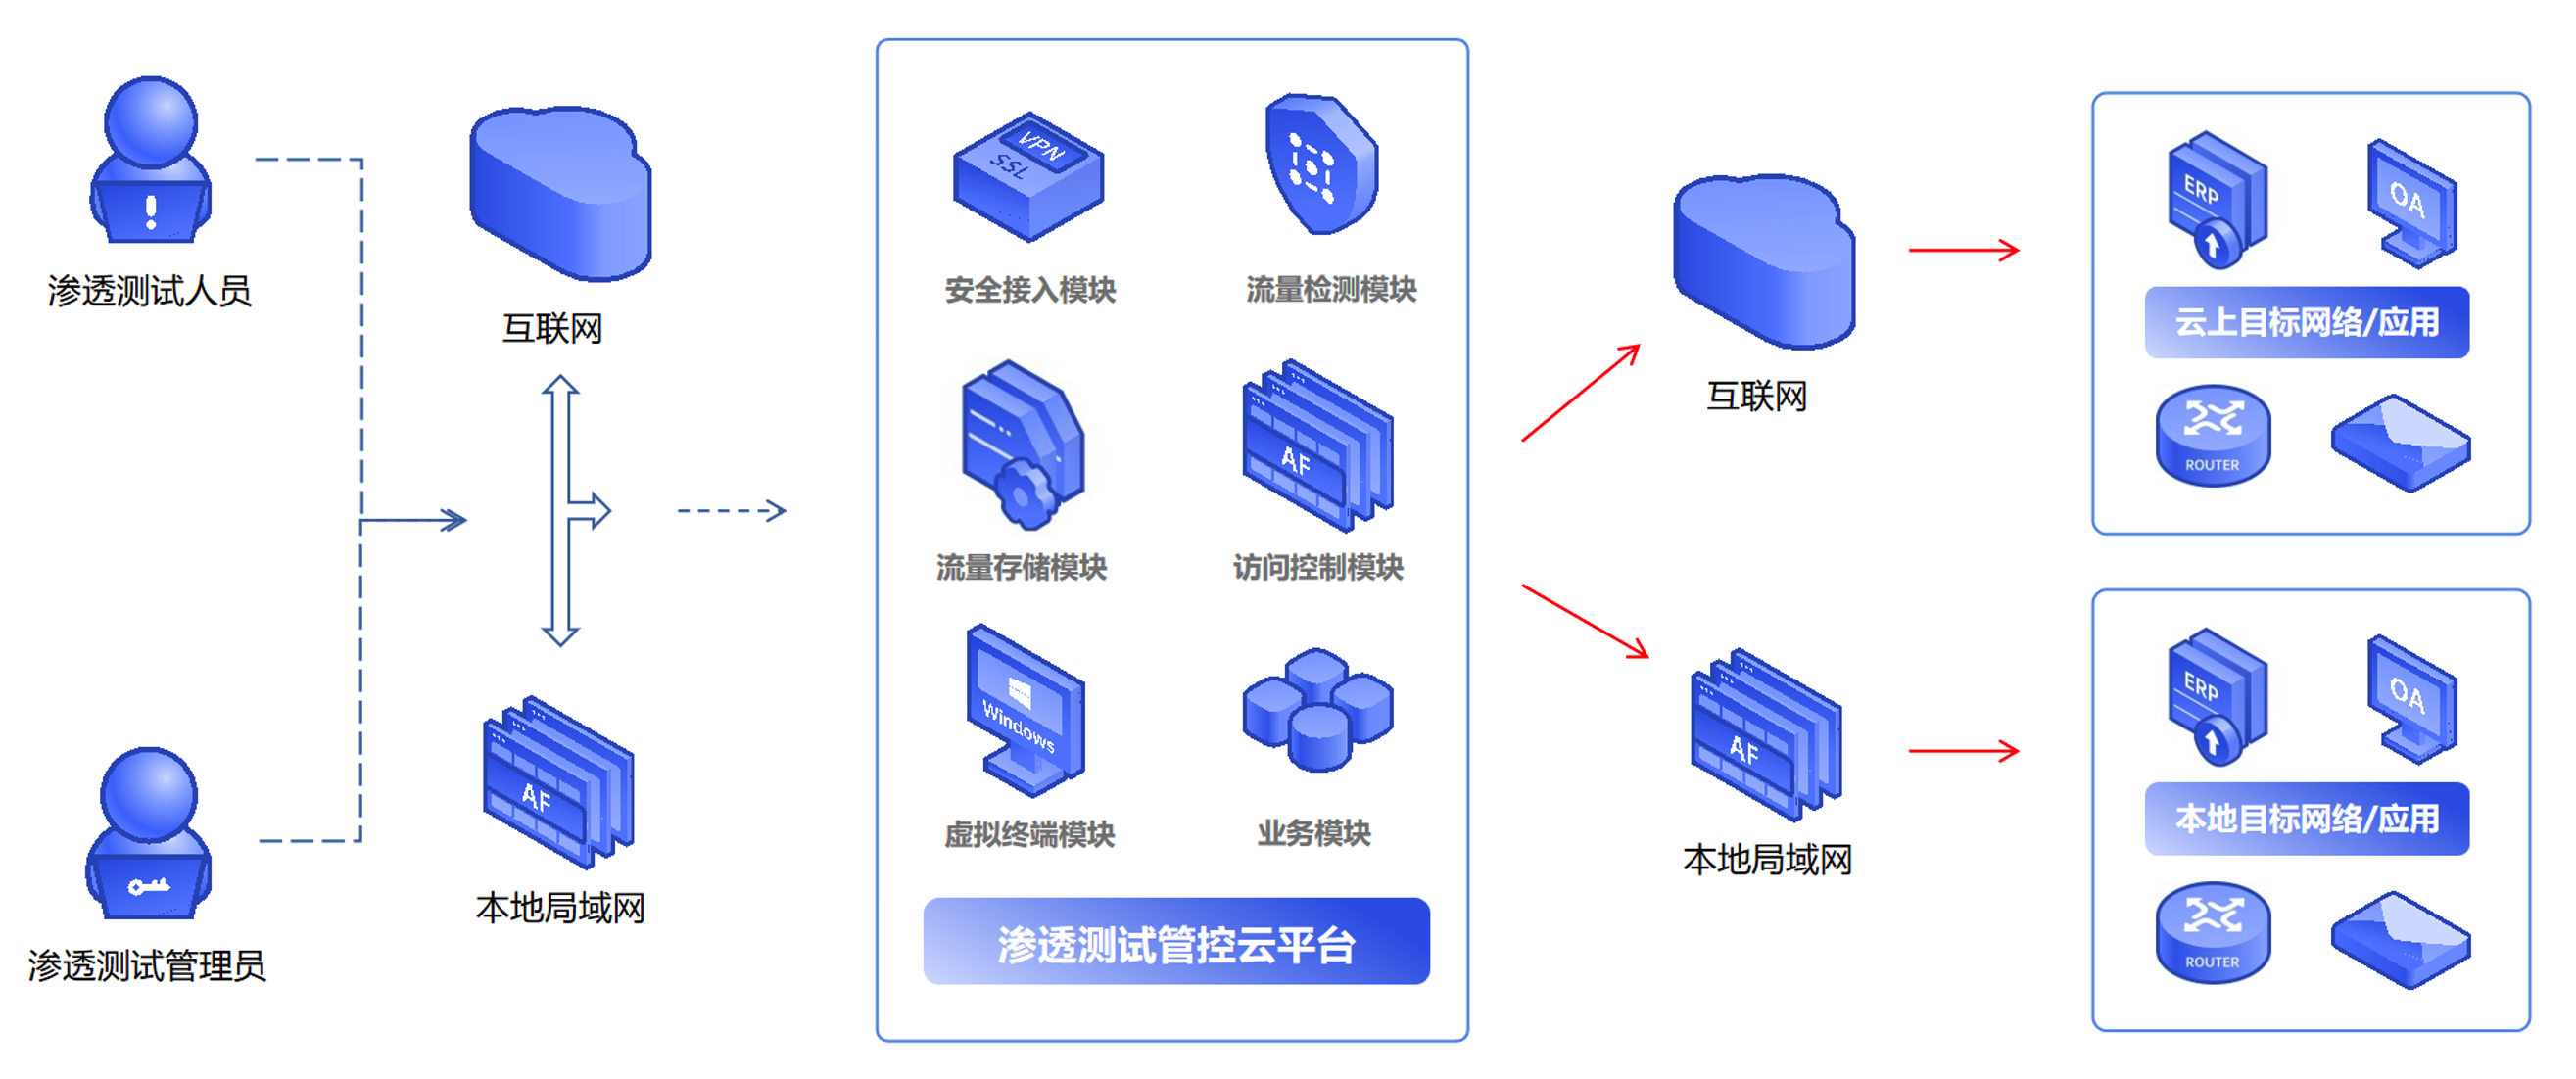 渗透测试人员
渗透测试管理员
互联网
AF
本地局域网
VPN
SSL
安全接入模块
流量检测模块
流量存储模块
AF
访问控制模块
Windows
虚拟终端模块
业务模块
渗透测试管控云平台
互联网
AF
本地局域网
ERP
OA
云上目标网络/应用
ROUTER
ERP
OA
本地目标网络/应用
ROUTER